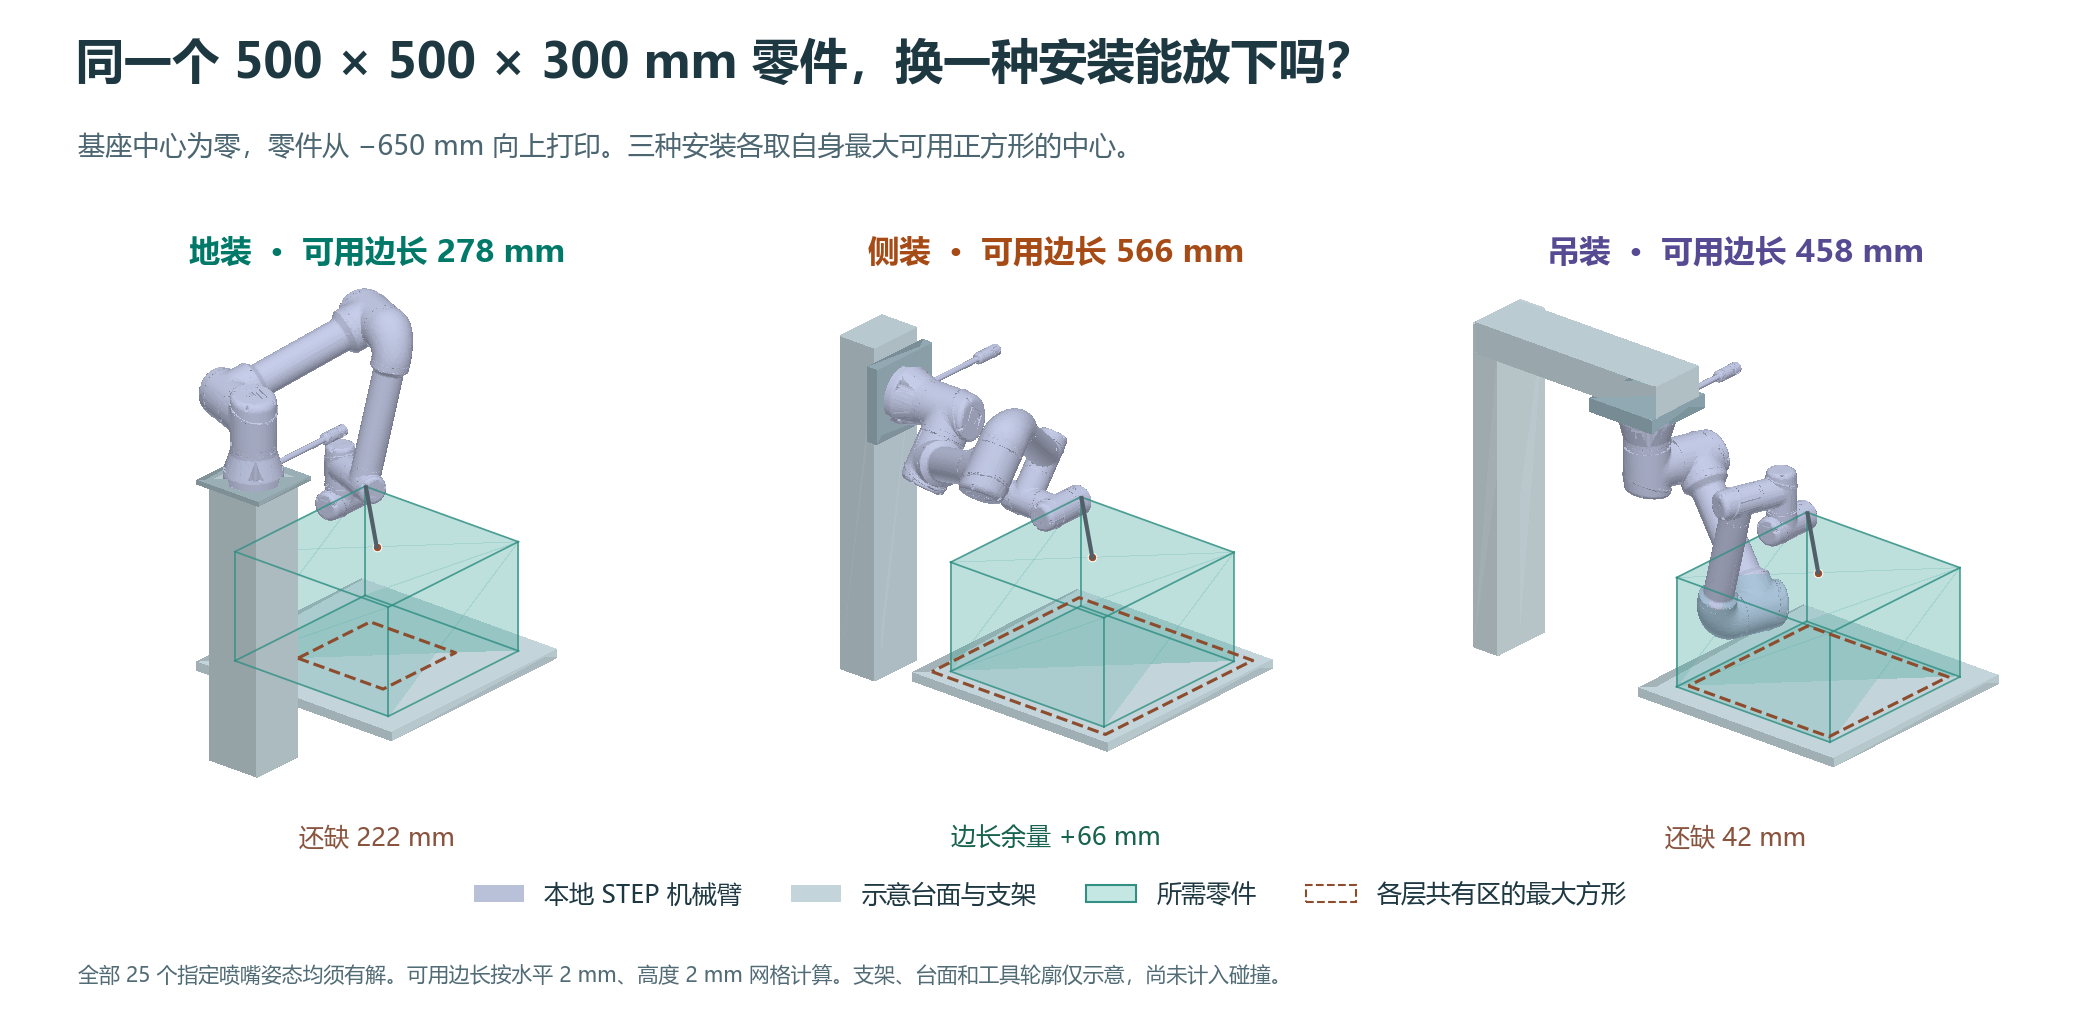 同一个 500 × 500 × 300 mm 零件，换一种安装能放下吗？
基座中心为零，零件从 −650 mm 向上打印。三种安装各取自身最大可用正方形的中心。
地装 • 可用边长 278 mm
侧装 • 可用边长 566 mm
吊装 • 可用边长 458 mm
还缺 222 mm
边长余量 +66 mm
还缺 42 mm
本地 STEP 机械臂
示意台面与支架
所需零件
各层共有区的最大方形
全部 25 个指定喷嘴姿态均须有解。可用边长按水平 2 mm、高度 2 mm 网格计算。支架、台面和工具轮廓仅示意，尚未计入碰撞。